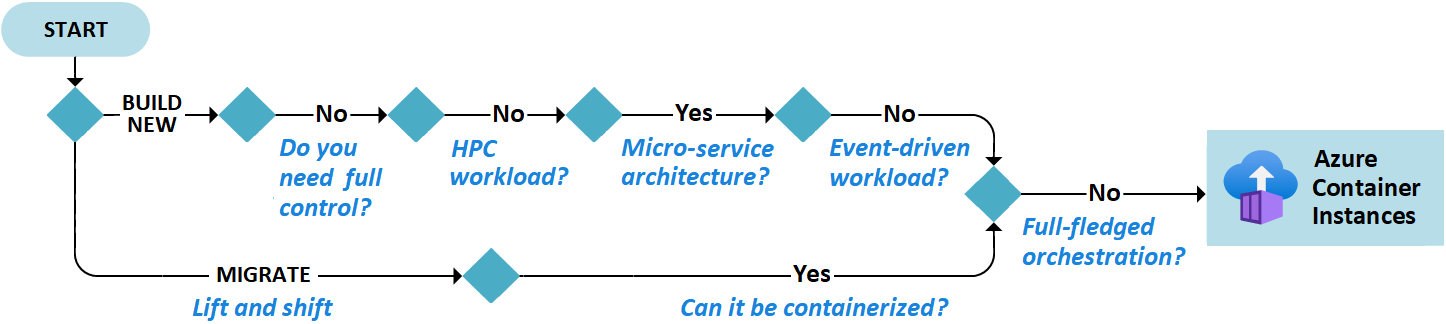 START
BUILD
NEW
No
Do you
need full
control?
No
HPC
workload?
Yes
Micro-service
architecture?
No
Event-driven
workload?
No
Full-fledged
orchestration?
Azure
Container
Instances
MIGRATE
Lift and shift
Yes
Can it be containerized?